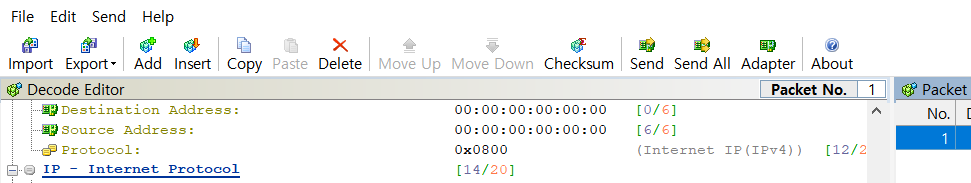 File Edit Send Help
Import Export Add Insert Copy Paste Delete Move Up Move Down Checksum Send Send All Adapter About
Decode Editor Packet No. 1 Packet
Destination Address: 00:00:00:00:00:00 [0/6] No.
Source Address: 00:00:00:00:00:00 [6/6] 1
Protocol: 0x0800 (Internet IP(IPv4)) [12/2
IP - Internet Protocol [14/20]